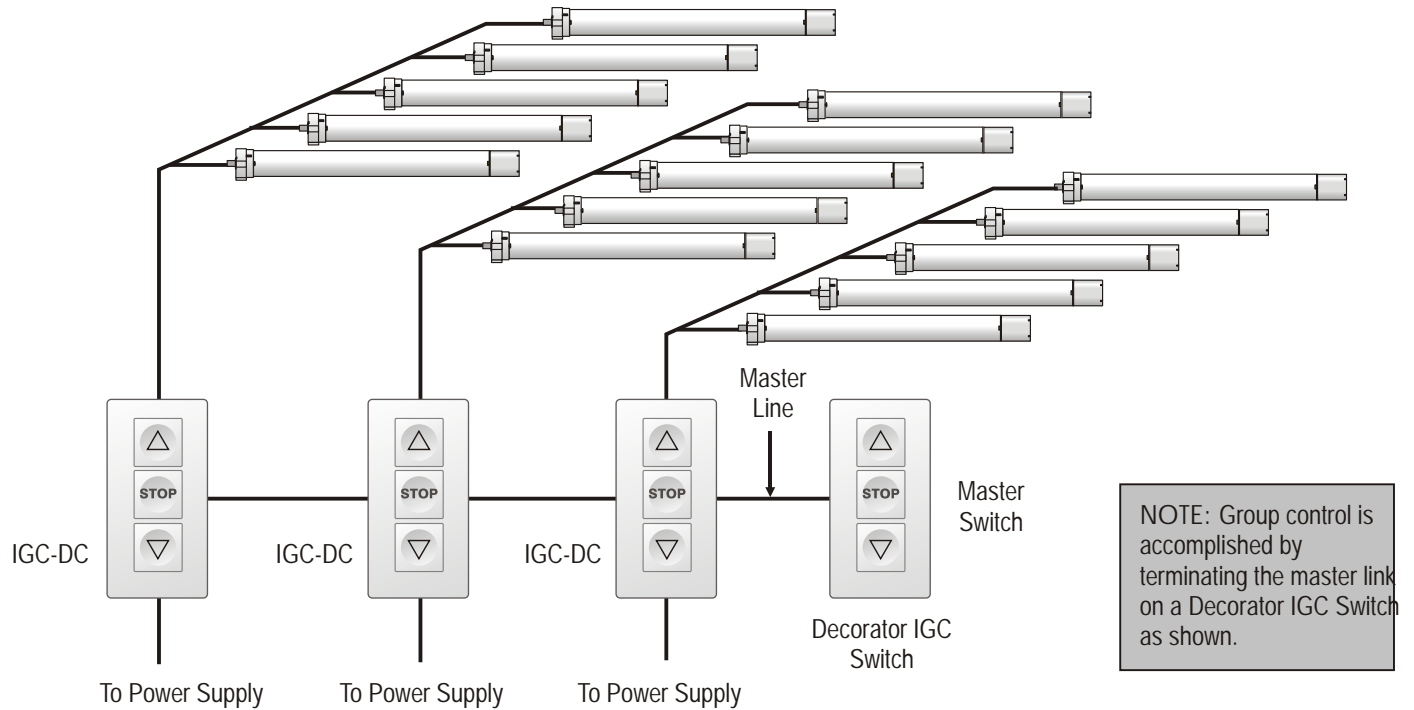 Master
Line
STOP
STOP
STOP
STOP
IGC-DC
IGC-DC
IGC-DC
Master
Switch
Decorator IGC
Switch
To Power Supply
To Power Supply
To Power Supply
NOTE: Group control is
accomplished by
terminating the master link
on a Decorator IGC Switch
as shown.